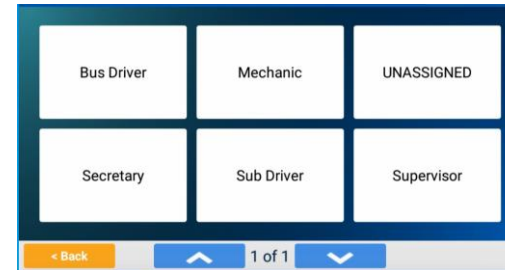 Bus Driver
Mechanic
UNASSIGNED
Secretary
Sub Driver
Supervisor
< Back
1 of 1